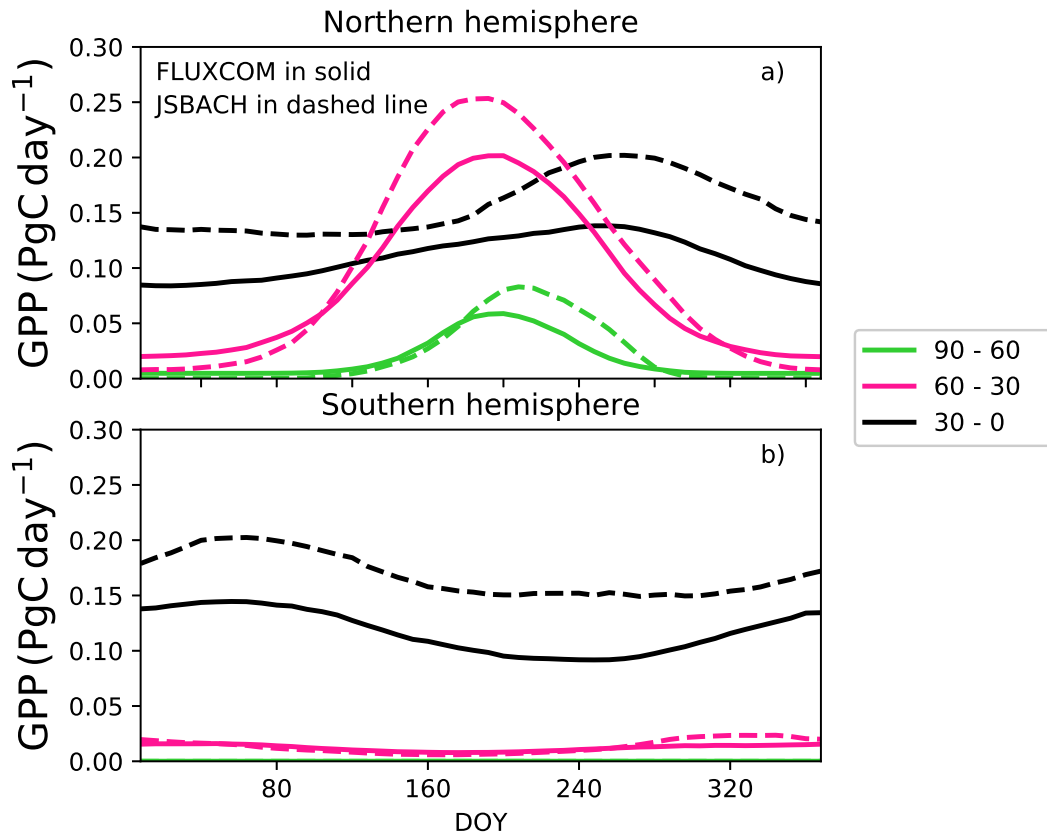 Northern hemisphere
FLUXCOM in solid
JSBACH in dashed line
a)
0.30
0.25
0.20
0.15
0.10
0.05
0.00
GPP (PgC day⁻¹)
90 - 60
60 - 30
30 - 0
Southern hemisphere
b)
0.30
0.25
0.20
0.15
0.10
0.05
0.00
GPP (PgC day⁻¹)
80 160 240 320
DOY